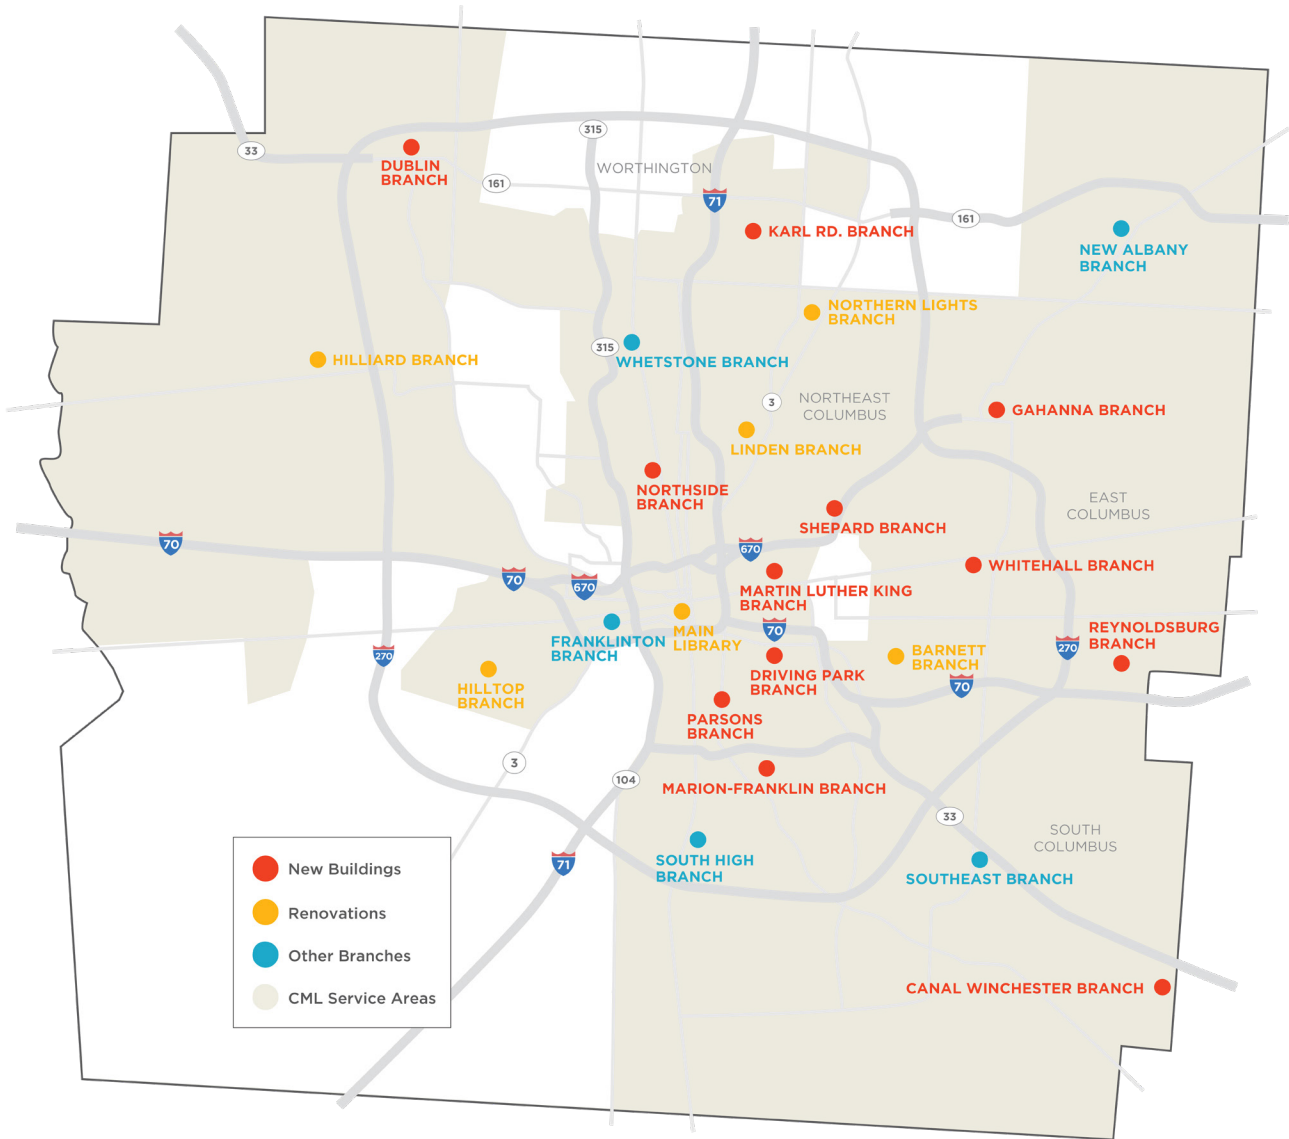 315
33
WORTHINGTON
DUBLIN
BRANCH
161
71
161
KARL RD. BRANCH
NEW ALBANY
BRANCH
NORTHERN LIGHTS
BRANCH
315
WHETSTONE BRANCH
HILLIARD BRANCH
3
NORTHEAST
COLUMBUS
GAHANNA BRANCH
LINDEN BRANCH
NORTHSIDE
BRANCH
EAST
COLUMBUS
SHEPARD BRANCH
70
670
WHITEHALL BRANCH
70
670
MARTIN LUTHER KING
BRANCH
FRANKLINTON
BRANCH
MAIN
LIBRARY
70
REYNOLDSBURG
BRANCH
270
270
BARNETT
BRANCH
DRIVING PARK
BRANCH
70
HILLTOP
BRANCH
PARSONS
BRANCH
3
104
MARION-FRANKLIN BRANCH
33
SOUTH
COLUMBUS
71
SOUTH HIGH
BRANCH
SOUTHEAST BRANCH
CANAL WINCHESTER BRANCH
New Buildings
Renovations
Other Branches
CML Service Areas